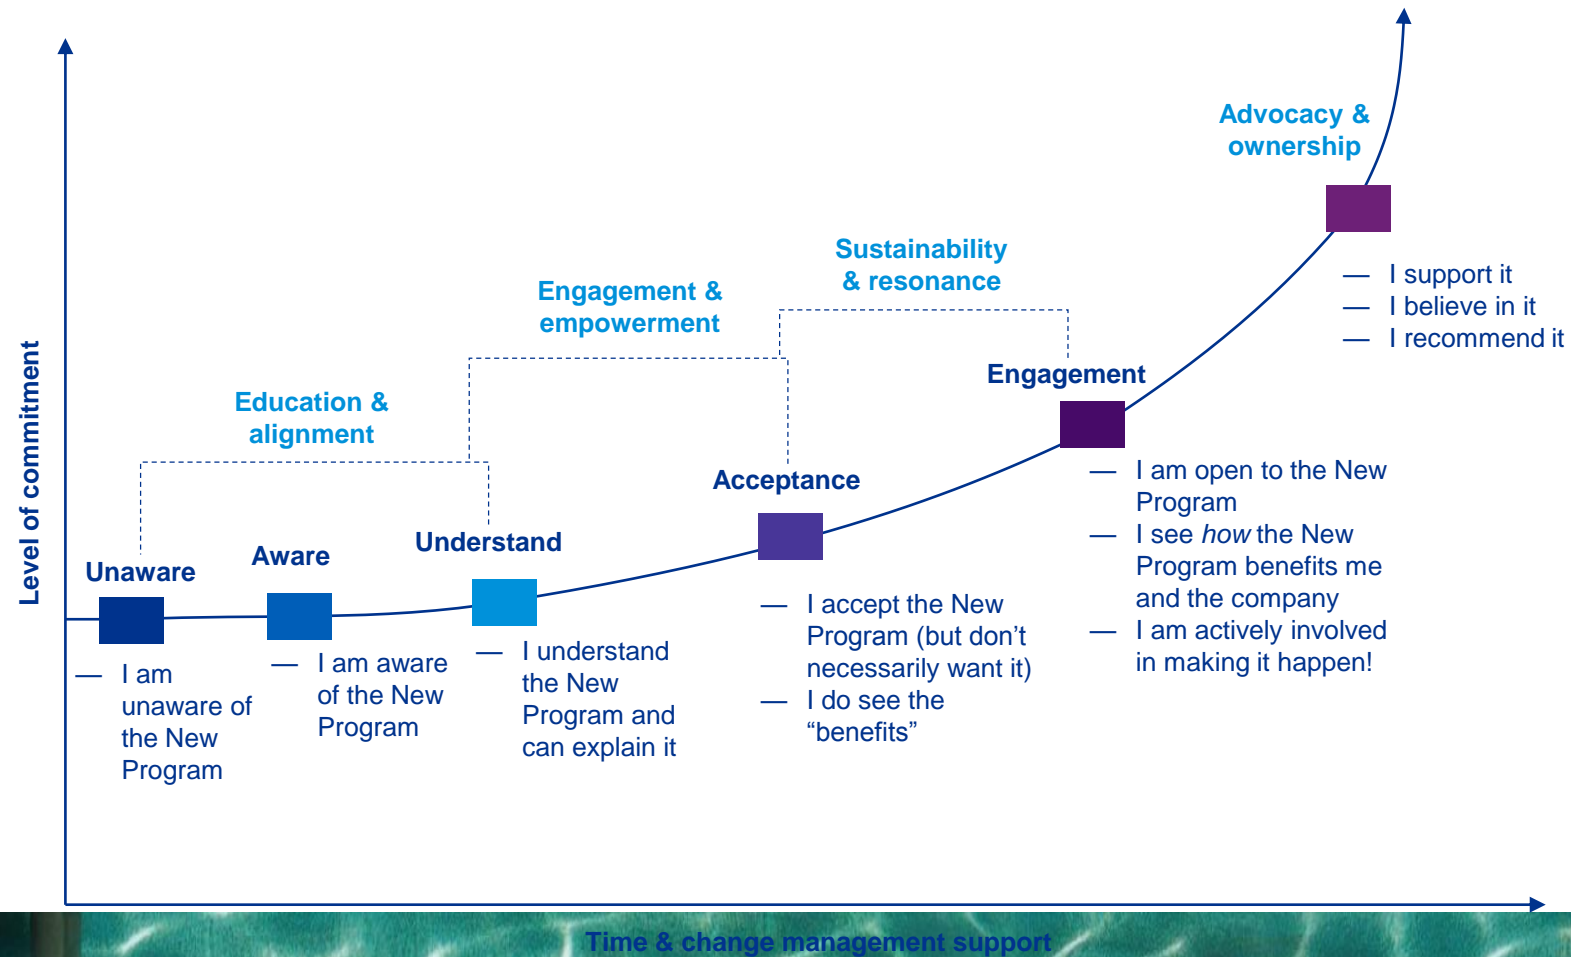 Advocacy &
ownership
Sustainability
& resonance
Engagement &
empowerment
Education &
alignment
Level of commitment
Unaware
— I am
unaware of
the New
Program
Aware
— I am aware
of the New
Program
Understand
— I understand
the New
Program and
can explain it
Acceptance
— I accept the New
Program (but don’t
necessarily want it)
— I do see the
“benefits”
Engagement
— I am open to the New
Program
— I see how the New
Program benefits me
and the company
— I am actively involved
in making it happen!
— I support it
— I believe in it
— I recommend it
Time & change management support